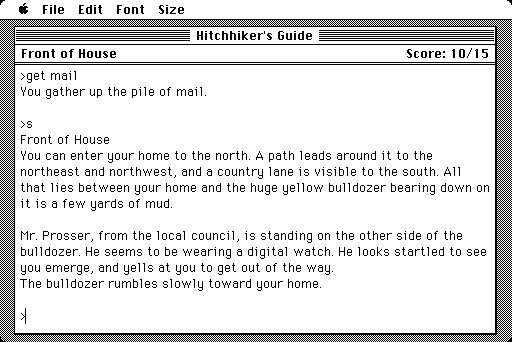 File Edit Font Size
Hitchhiker's Guide
Front of House Score: 10/15
>get mail
You gather up the pile of mail.
>s
Front of House
You can enter your home to the north. A path leads around it to the
northeast and northwest, and a country lane is visible to the south. All
that lies between your home and the huge yellow bulldozer bearing down on
it is a few yards of mud.
Mr. Prosser, from the local council, is standing on the other side of the
bulldozer. He seems to be wearing a digital watch. He looks startled to see
you emerge, and yells at you to get out of the way.
The bulldozer rumbles slowly toward your home.
>